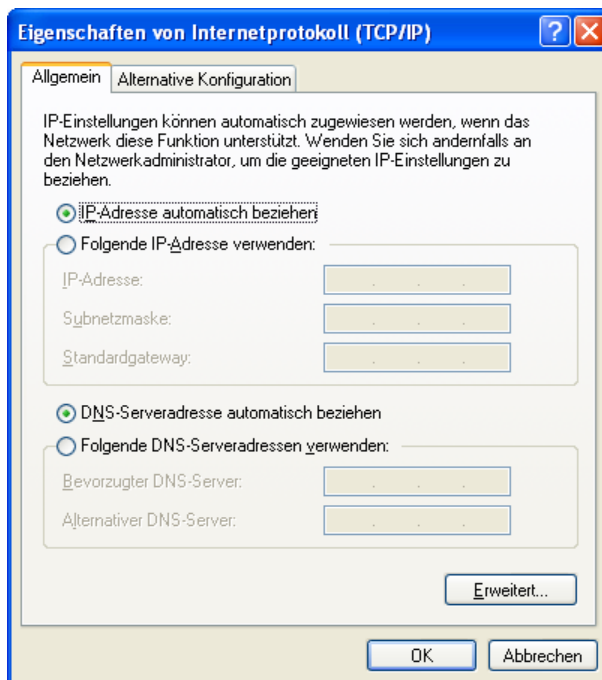 Eigenschaften von Internetprotokoll (TCP/IP)
Allgemein
Alternative Konfiguration
IP-Einstellungen können automatisch zugewiesen werden, wenn das
Netzwerk diese Funktion unterstützt. Wenden Sie sich andernfalls an
den Netzwerkadministrator, um die geeigneten IP-Einstellungen zu
beziehen.
IP-Adresse automatisch beziehen
Folgende IP-Adresse verwenden:
IP-Adresse:
Subnetzmaske:
Standardgateway:
DNS-Serveradresse automatisch beziehen
Folgende DNS-Serveradressen verwenden:
Bevorzugter DNS-Server:
Alternativer DNS-Server:
Erweitert...
OK
Abbrechen